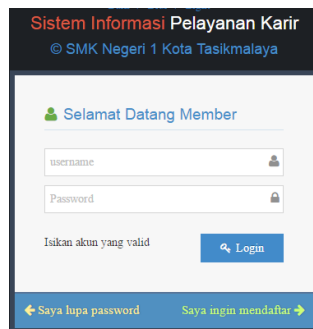 Sistem Informasi Pelayanan Karir
© SMK Negeri 1 Kota Tasikmalaya
Selamat Datang Member
username
Password
Isikan akun yang valid
Login
Saya lupa password
Saya ingin mendaftar